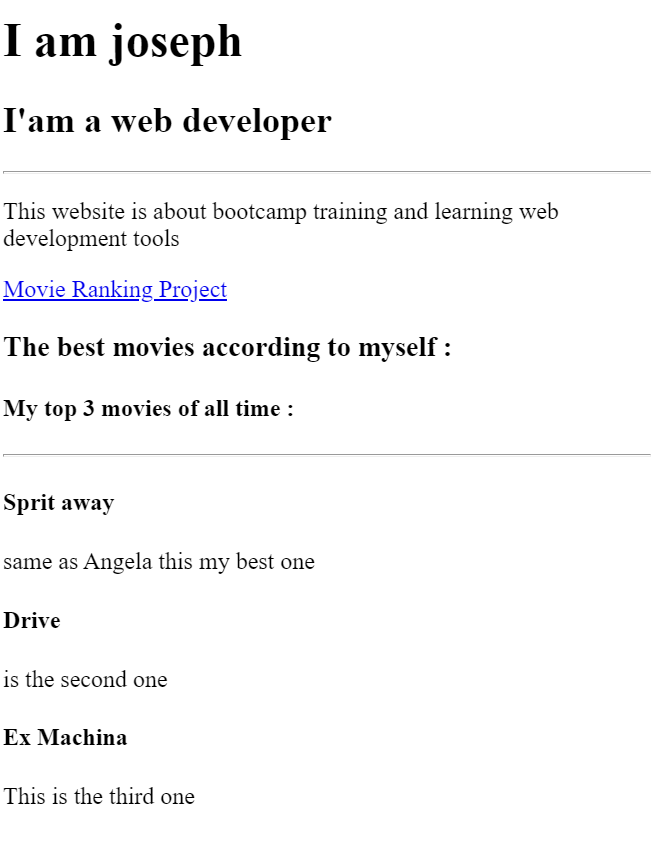 I am joseph
I'am a web developer
This website is about bootcamp training and learning web
development tools
Movie Ranking Project
The best movies according to myself :
My top 3 movies of all time :
Sprit away
same as Angela this my best one
Drive
is the second one
Ex Machina
This is the third one